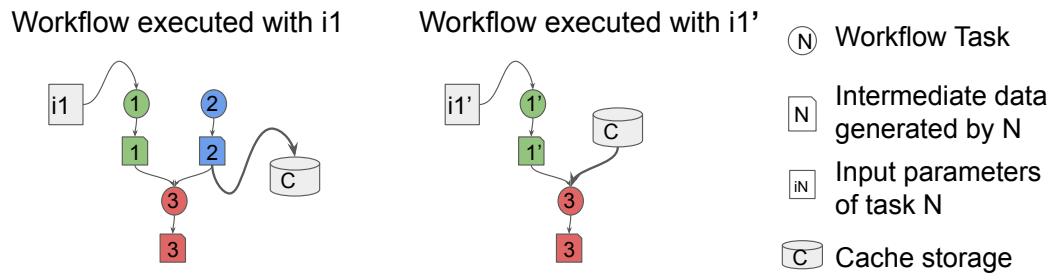 Workflow executed with i1
i1
1
2
1
2
C
3
3
Workflow executed with i1’
i1’
1’
C
1’
3
3
N Workflow Task
N Intermediate data
generated by N
iN Input parameters
of task N
C Cache storage